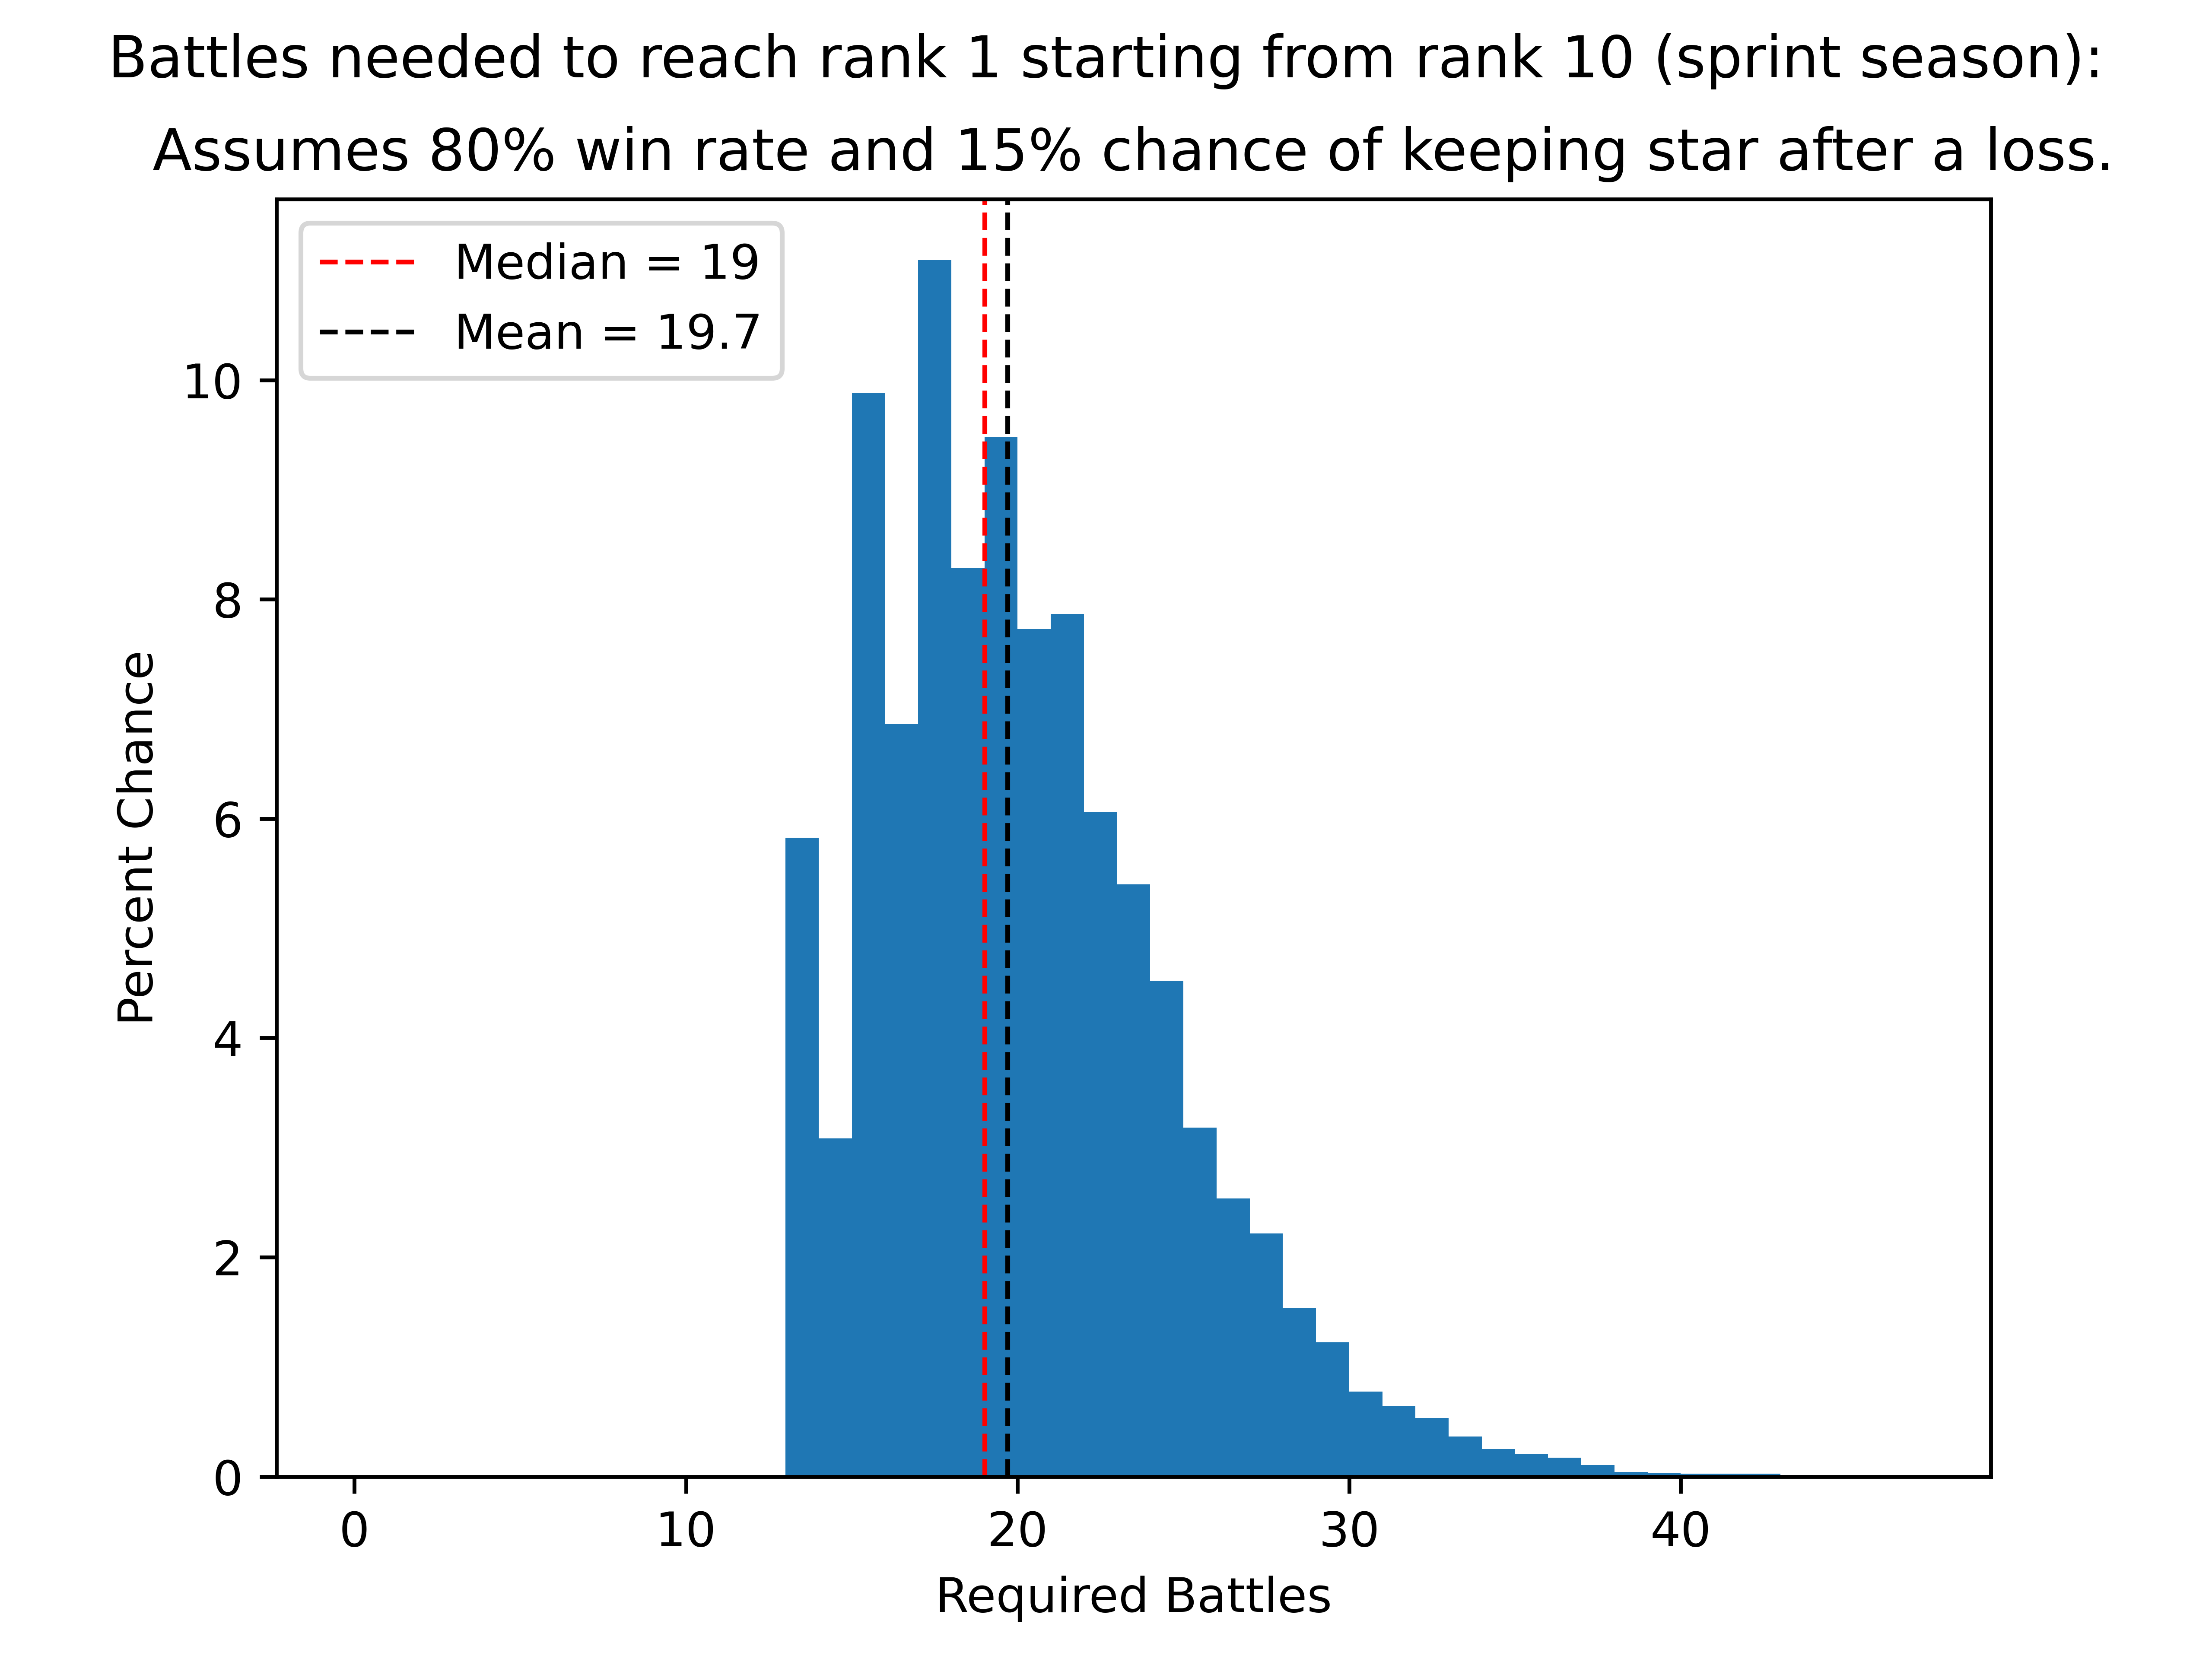 Battles needed to reach rank 1 starting from rank 10 (sprint season):
Assumes 80% win rate and 15% chance of keeping star after a loss.
Median = 19
Mean = 19.7
10
8
6
4
2
0
Percent Chance
0 10 20 30 40
Required Battles